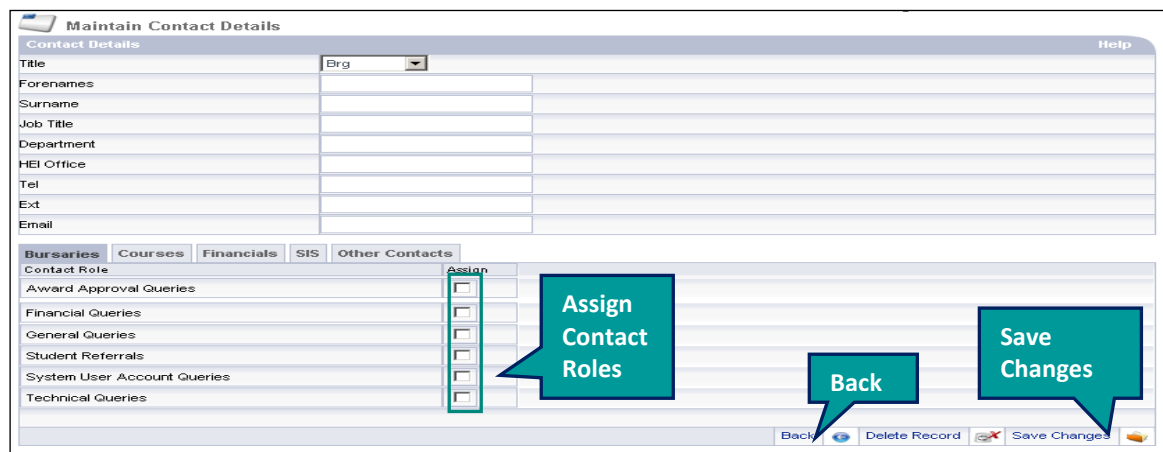 Maintain Contact Details
Contact Details Help
Title Brg
Forenames
Surname
Job Title
Department
HEI Office
Tel
Ext
Email
Bursaries Courses Financials SIS Other Contacts
Contact Role Assign
Award Approval Queries
Financial Queries
General Queries
Student Referrals
System User Account Queries
Technical Queries
Assign
Contact
Roles
Back
Save
Changes
Back Delete Record Save Changes